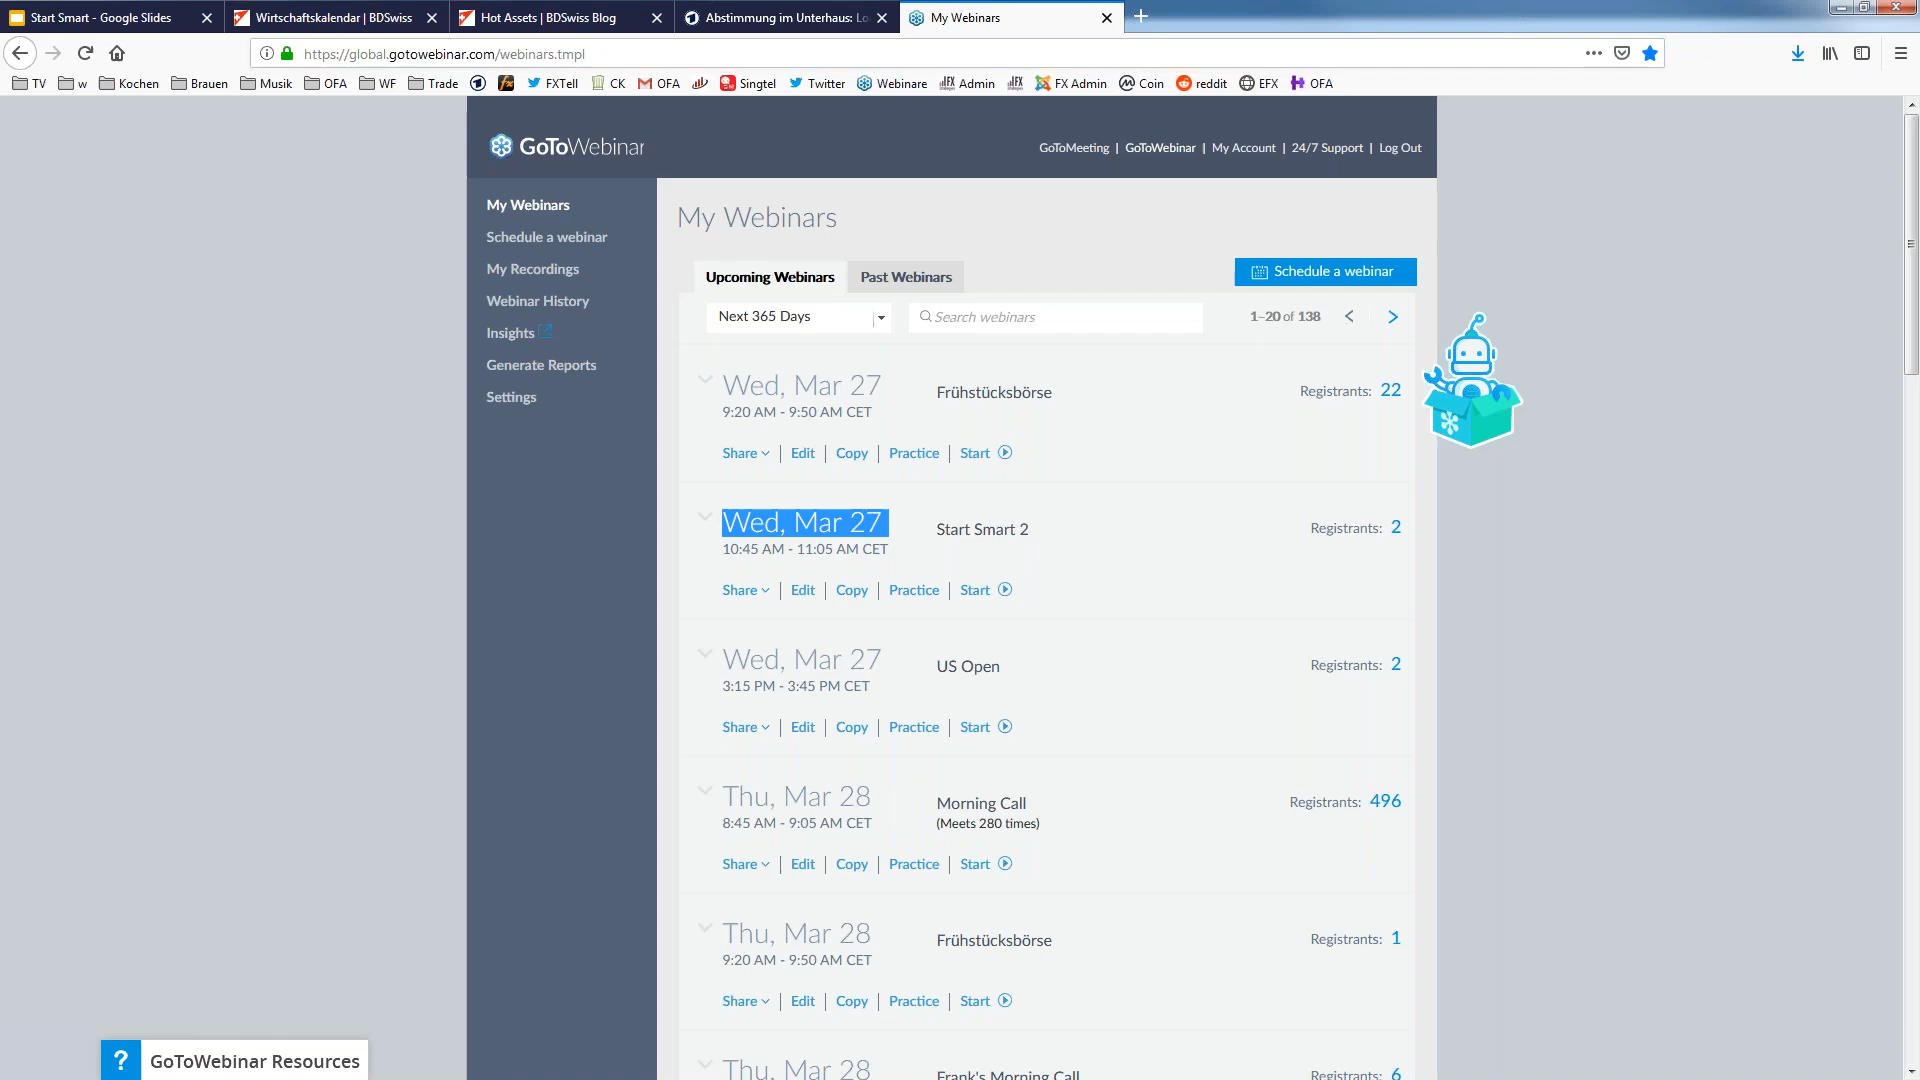 Start Smart - Google Slides
Wirtschaftskalendar | BDSwiss
Hot Assets | BDSwiss Blog
Abstimmung im Unterhaus: Lo
My Webinars
https://global.gotowebinar.com/webinars.tmpl
TV w Kochen Brauen Musik OFA WF Trade FXTell CK OFA Singtel Twitter Webinare Admin FX Admin Coin reddit EFX OFA
GoToWebinar
GoToMeeting | GoToWebinar | My Account | 24/7 Support | Log Out
My Webinars
Schedule a webinar
My Recordings
Webinar History
Insights
Generate Reports
Settings
My Webinars
Upcoming Webinars Past Webinars
Schedule a webinar
Next 365 Days
Search webinars
1–20 of 138
Wed, Mar 27
Frühstücksbörse
Registrants: 22
9:20 AM - 9:50 AM CET
Share | Edit | Copy | Practice | Start
Wed, Mar 27
Start Smart 2
Registrants: 2
10:45 AM - 11:05 AM CET
Share | Edit | Copy | Practice | Start
Wed, Mar 27
US Open
Registrants: 2
3:15 PM - 3:45 PM CET
Share | Edit | Copy | Practice | Start
Thu, Mar 28
Morning Call
Registrants: 496
8:45 AM - 9:05 AM CET
(Meets 280 times)
Share | Edit | Copy | Practice | Start
Thu, Mar 28
Frühstücksbörse
Registrants: 1
9:20 AM - 9:50 AM CET
Share | Edit | Copy | Practice | Start
Thu, Mar 28
Frank's Morning Call
Registrants: 6
? GoToWebinar Resources